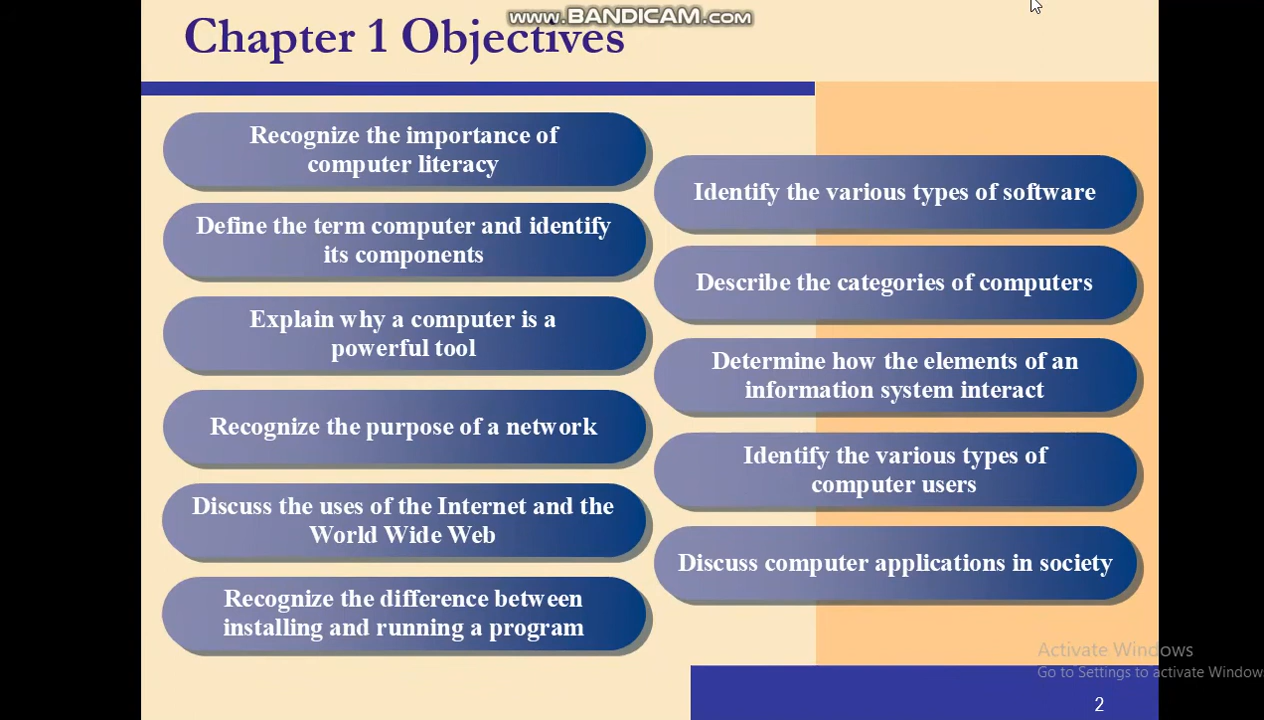 www.BANDICAM.com
Chapter 1 Objectives
Recognize the importance of
computer literacy
Define the term computer and identify
its components
Explain why a computer is a
powerful tool
Recognize the purpose of a network
Discuss the uses of the Internet and the
World Wide Web
Recognize the difference between
installing and running a program
Identify the various types of software
Describe the categories of computers
Determine how the elements of an
information system interact
Identify the various types of
computer users
Discuss computer applications in society
Activate Windows
Go to Settings to activate Window
2